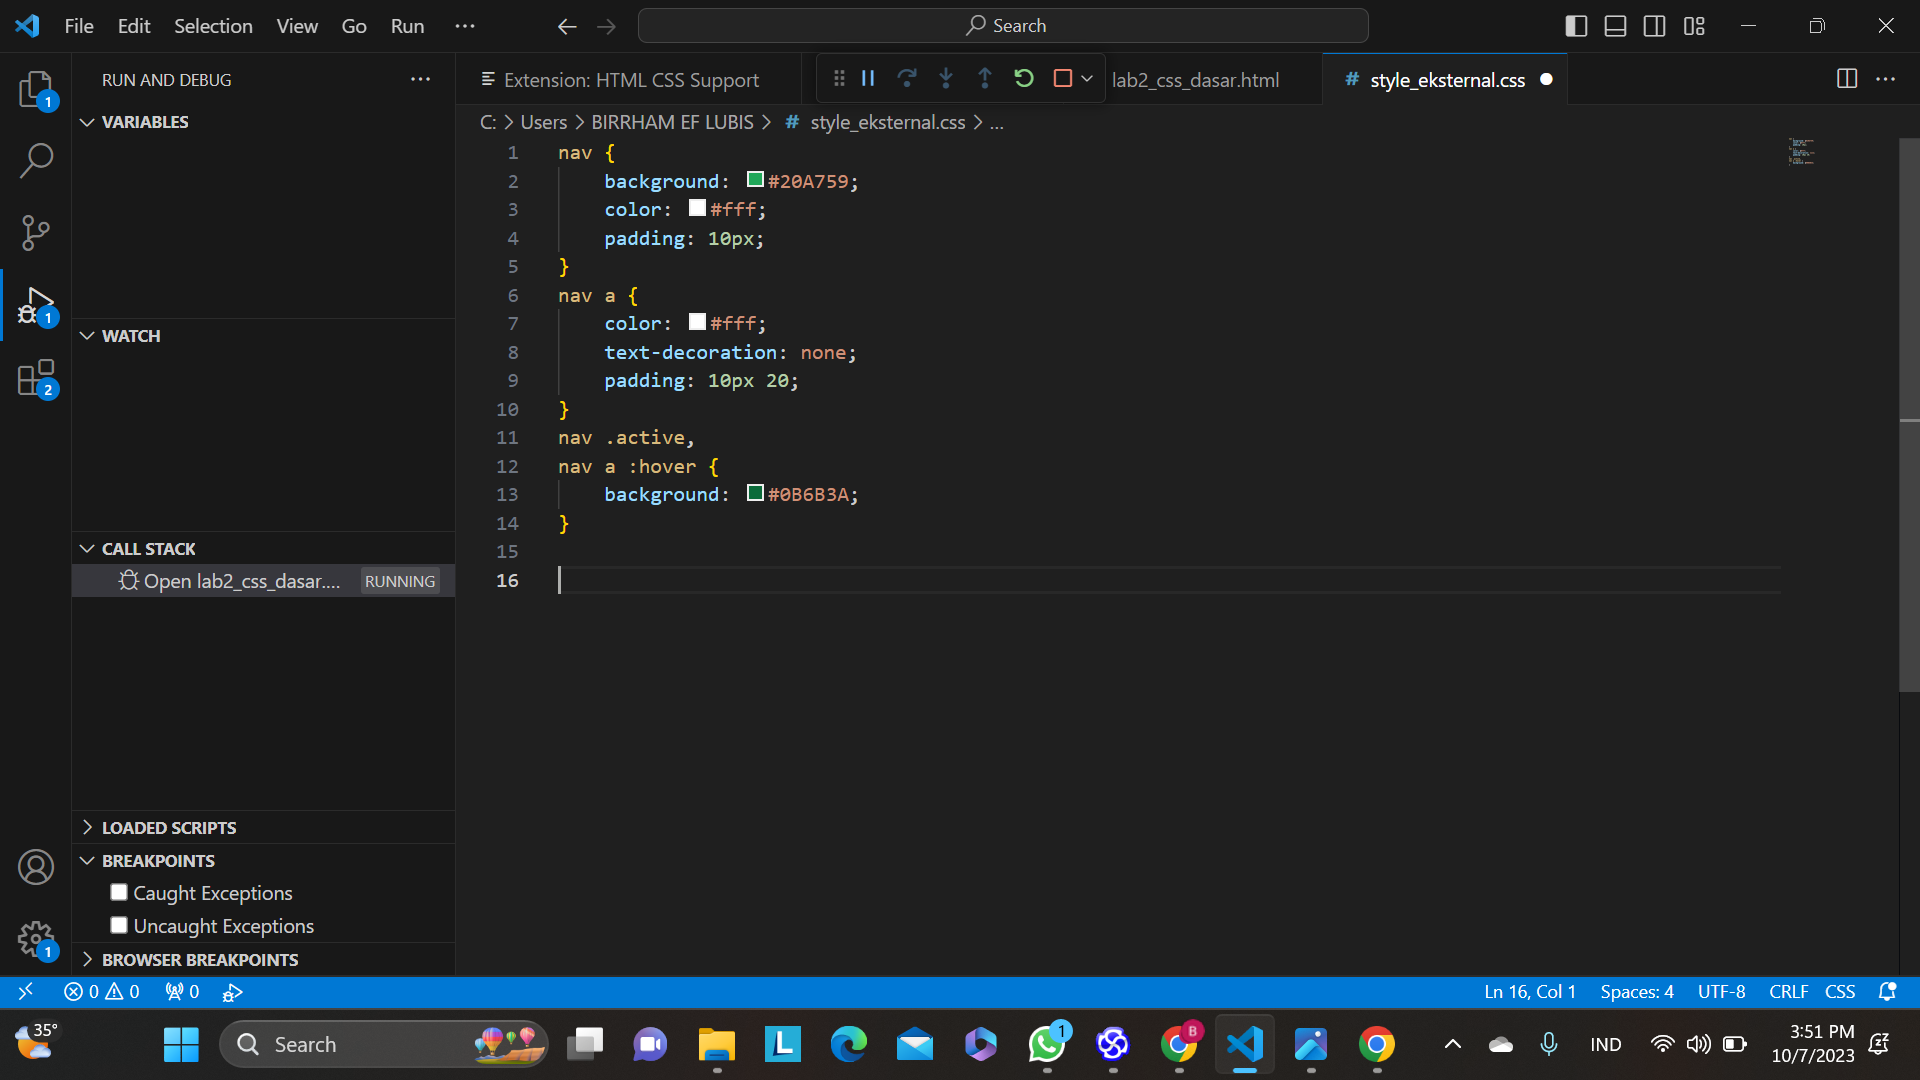 File Edit Selection View Go Run ··· Search
RUN AND DEBUG ···
Extension: HTML CSS Support lab2_css_dasar.html # style_eksternal.css ···
VARIABLES
C: > Users > BIRRHAM EF LUBIS > # style_eksternal.css > ...
1 nav {
2 background: #20A759;
3 color: #fff;
4 padding: 10px;
5 }
6 nav a {
7 color: #fff;
8 text-decoration: none;
9 padding: 10px 20;
10 }
11 nav .active,
12 nav a :hover {
13 background: #0B6B3A;
14 }
15
16
1
1
2
WATCH
CALL STACK
Open lab2_css_dasar.... RUNNING
LOADED SCRIPTS
BREAKPOINTS
Caught Exceptions
Uncaught Exceptions
BROWSER BREAKPOINTS
1
0 0 0 Ln 16, Col 1 Spaces: 4 UTF-8 CRLF CSS
35° Search L 1 B IND 3:51 PM
10/7/2023